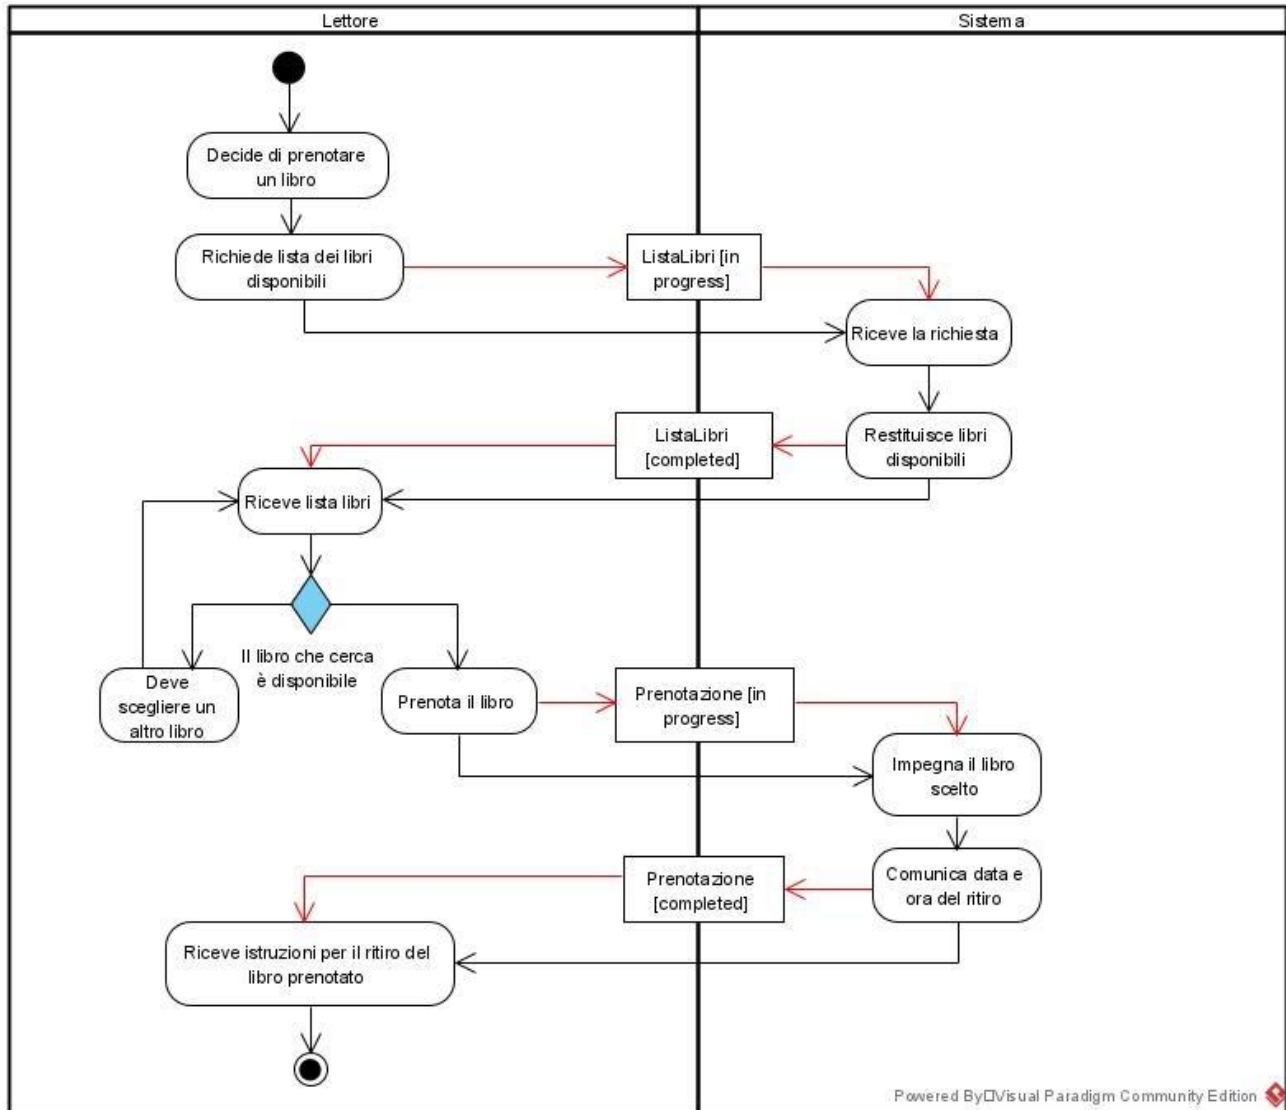 Lettore
Sistema
Decide di prenotare
un libro
Richiede lista dei libri
disponibili
ListaLibri [in
progress]
Riceve la richiesta
ListaLibri
[completed]
Restituisce libri
disponibili
Riceve lista libri
Il libro che cerca
è disponibile
Deve
scegliere un
altro libro
Prenota il libro
Prenotazione [in
progress]
Impegna il libro
scelto
Prenotazione
[completed]
Comunica data e
ora del ritiro
Riceve istruzioni per il ritiro del
libro prenotato
Powered By□Visual Paradigm Community Edition